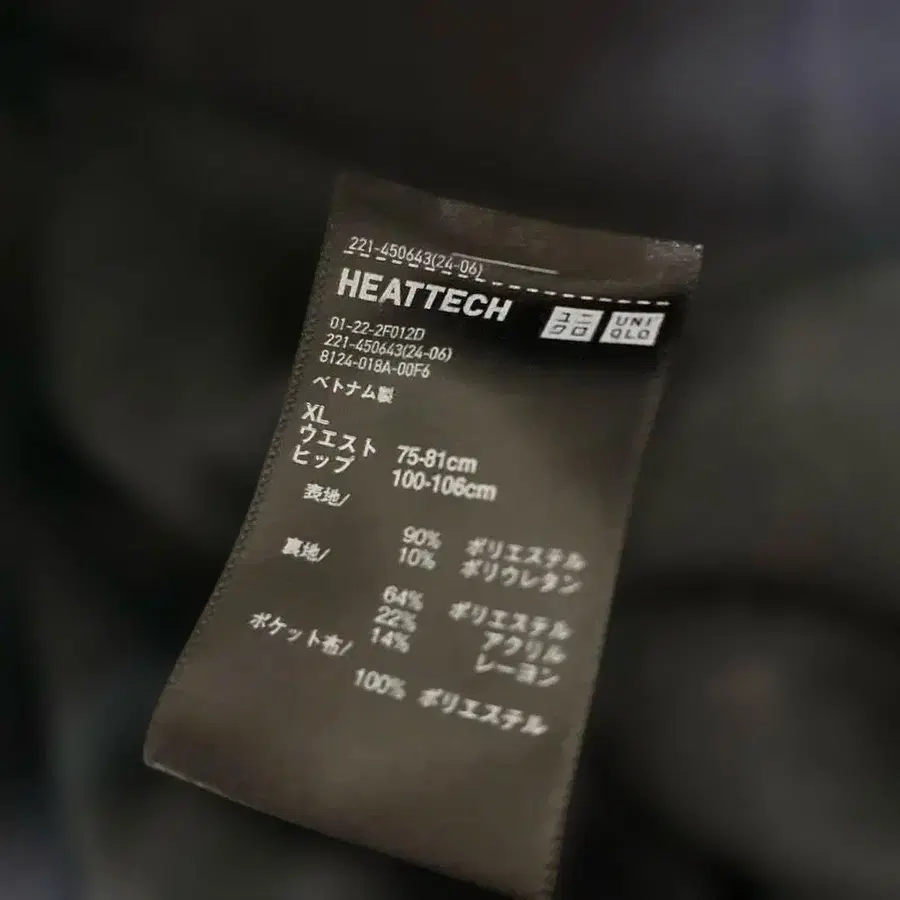 221-450643(24-06)
HEATTECH
ユニクロ UNIQLO
01-22-2F012D
221-450643(24-06)
8124-018A-00F6
ベトナム製
XL
ウエスト 75-81cm
ヒップ 100-106cm
表地/
90% ポリエステル
10% ポリウレタン
裏地/
64% ポリエステル
22% アクリル
14% レーヨン
ポケット布/
100% ポリエステル